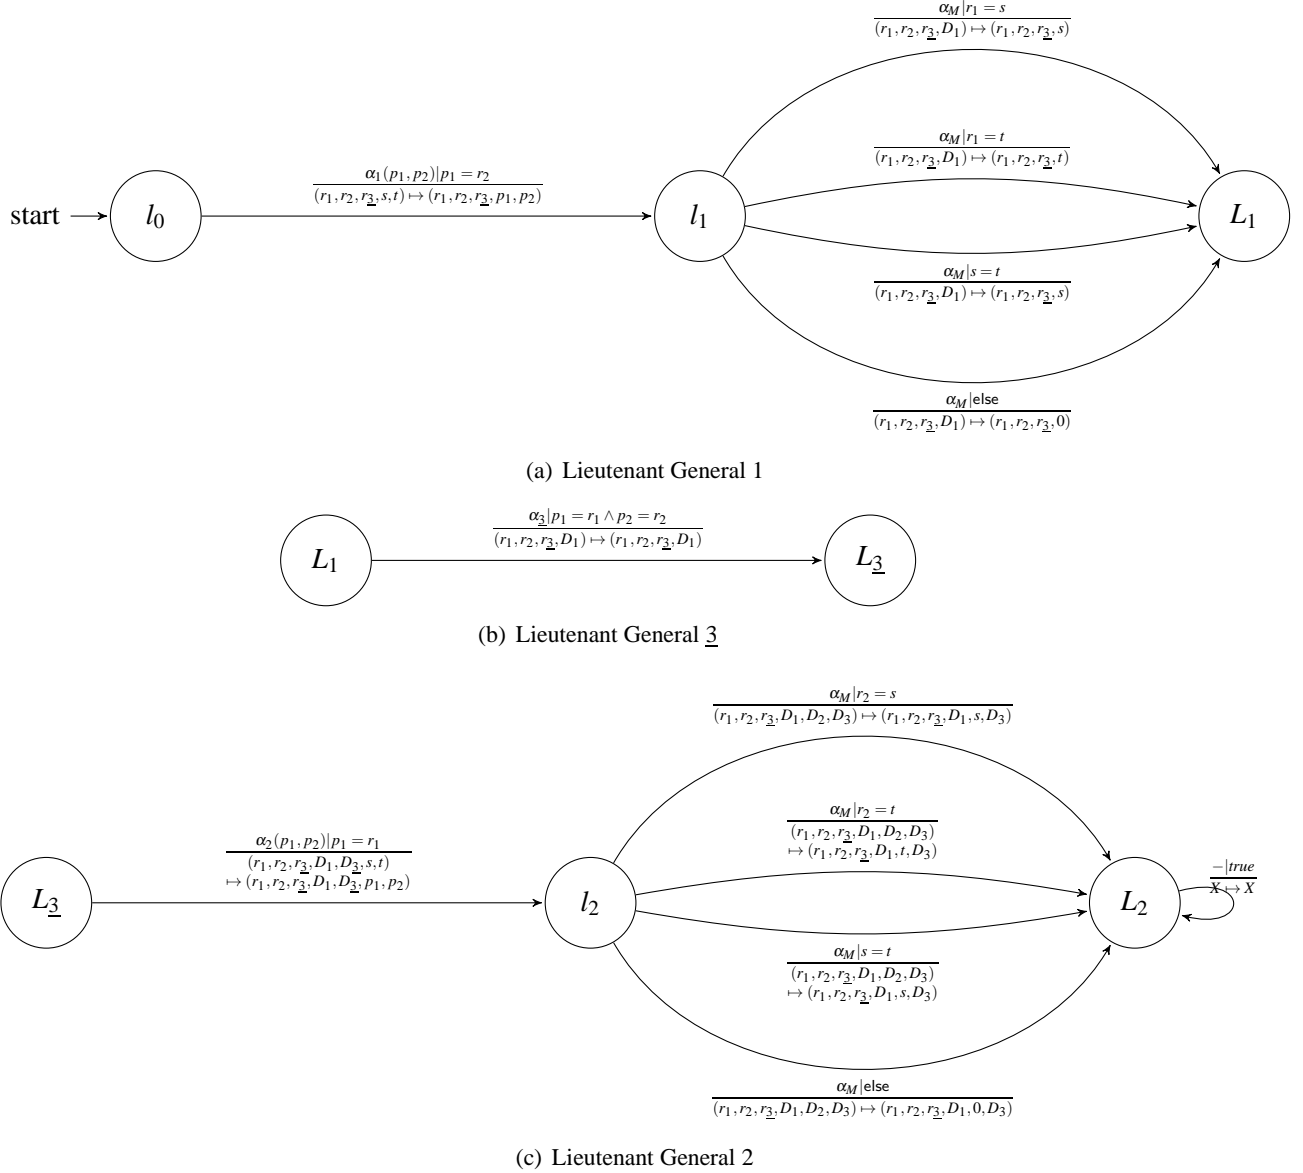 α_M|r_1 = s
(r_1, r_2, r_3, D_1) ↦ (r_1, r_2, r_3, s)
α_M|r_1 = t
(r_1, r_2, r_3, D_1) ↦ (r_1, r_2, r_3, t)
α_1(p_1, p_2)|p_1 = r_2
(r_1, r_2, r_3, s, t) ↦ (r_1, r_2, r_3, p_1, p_2)
start
l_0
l_1
L_1
α_M|s = t
(r_1, r_2, r_3, D_1) ↦ (r_1, r_2, r_3, s)
α_M|else
(r_1, r_2, r_3, D_1) ↦ (r_1, r_2, r_3, 0)
(a) Lieutenant General 1
α_3|p_1 = r_1 ∧ p_2 = r_2
(r_1, r_2, r_3, D_1) ↦ (r_1, r_2, r_3, D_1)
L_1
L_3
(b) Lieutenant General 3
α_M|r_2 = s
(r_1, r_2, r_3, D_1, D_2, D_3) ↦ (r_1, r_2, r_3, D_1, s, D_3)
α_M|r_2 = t
(r_1, r_2, r_3, D_1, D_2, D_3)
↦ (r_1, r_2, r_3, D_1, t, D_3)
α_2(p_1, p_2)|p_1 = r_1
(r_1, r_2, r_3, D_1, D_3, s, t)
↦ (r_1, r_2, r_3, D_1, D_3, p_1, p_2)
−|true
X ↦ X
L_3
l_2
L_2
α_M|s = t
(r_1, r_2, r_3, D_1, D_2, D_3)
↦ (r_1, r_2, r_3, D_1, s, D_3)
α_M|else
(r_1, r_2, r_3, D_1, D_2, D_3) ↦ (r_1, r_2, r_3, D_1, 0, D_3)
(c) Lieutenant General 2